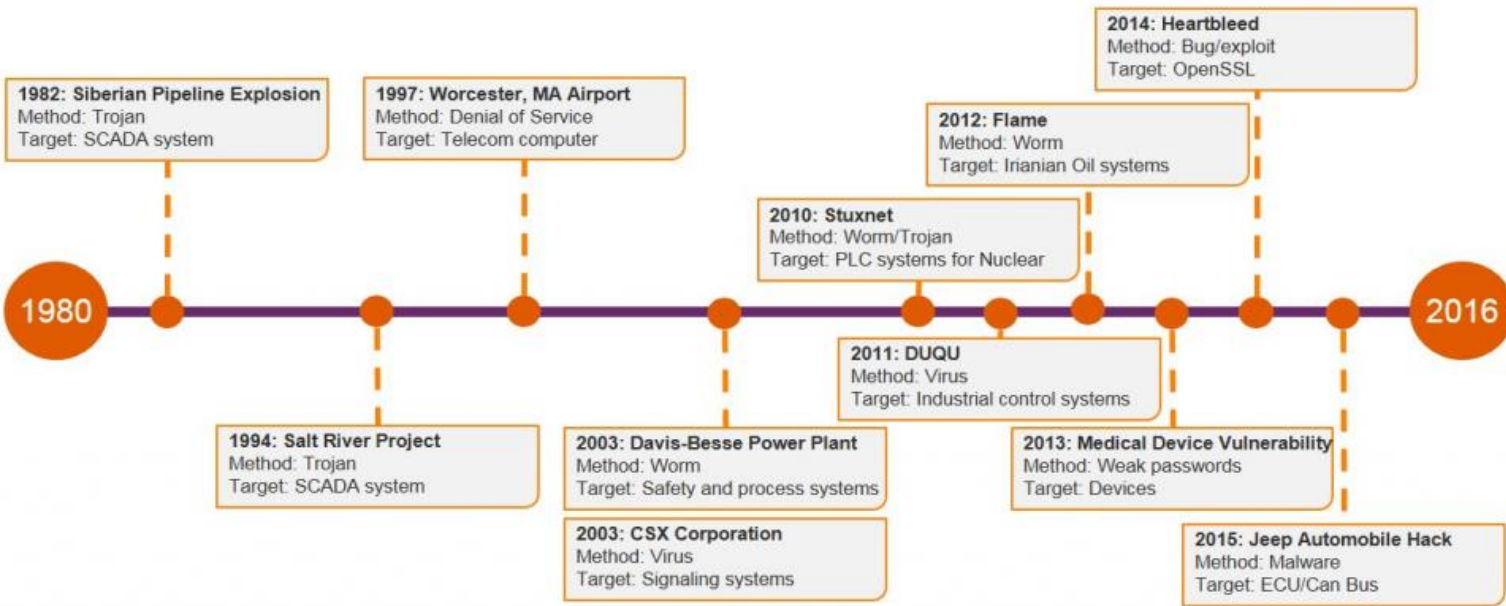 2014: Heartbleed
Method: Bug/exploit
Target: OpenSSL
1982: Siberian Pipeline Explosion
Method: Trojan
Target: SCADA system
1997: Worcester, MA Airport
Method: Denial of Service
Target: Telecom computer
2012: Flame
Method: Worm
Target: Irianian Oil systems
2010: Stuxnet
Method: Worm/Trojan
Target: PLC systems for Nuclear
1980
2016
2011: DUQU
Method: Virus
Target: Industrial control systems
1994: Salt River Project
Method: Trojan
Target: SCADA system
2003: Davis-Besse Power Plant
Method: Worm
Target: Safety and process systems
2013: Medical Device Vulnerability
Method: Weak passwords
Target: Devices
2003: CSX Corporation
Method: Virus
Target: Signaling systems
2015: Jeep Automobile Hack
Method: Malware
Target: ECU/Can Bus